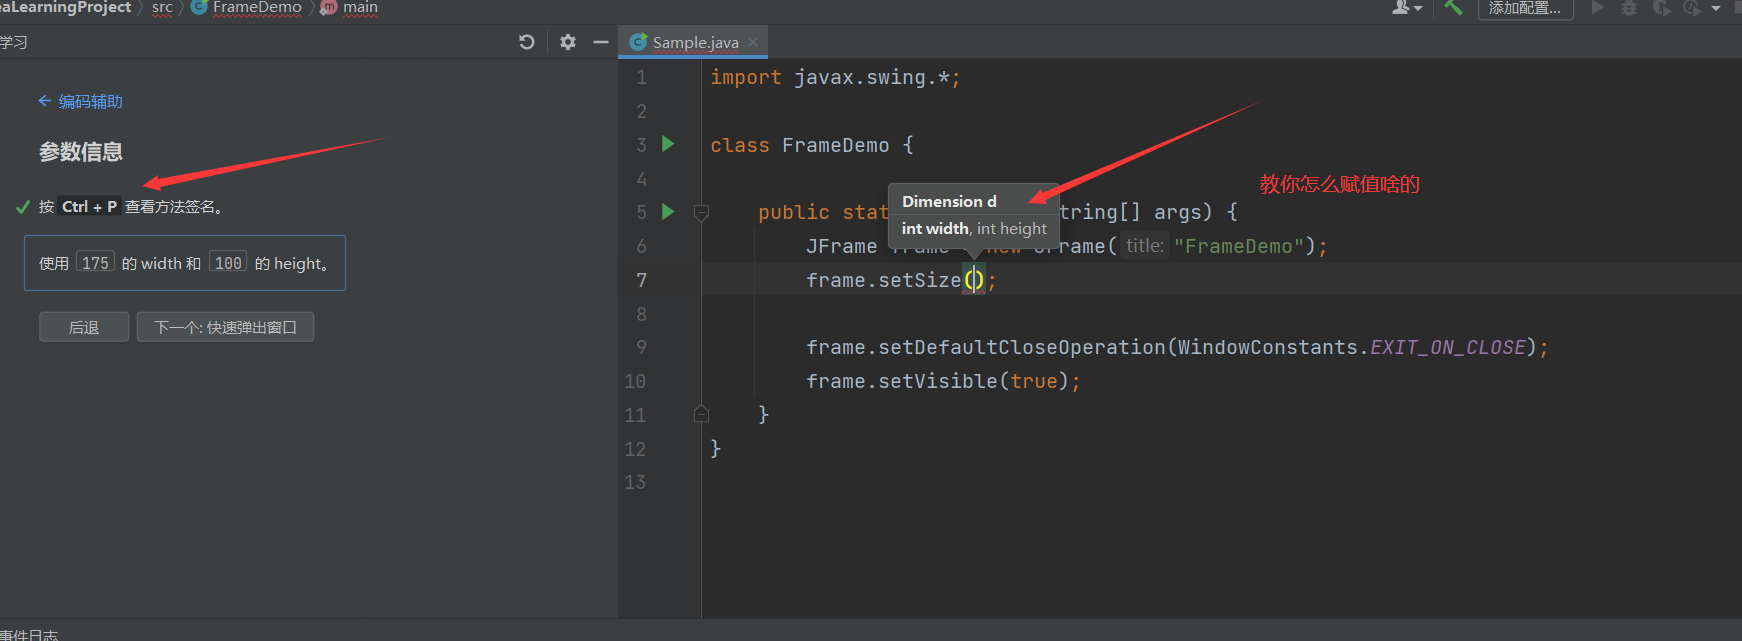 eaLearningProject src FrameDemo main 添加配置...
学习 Sample.java
← 编码辅助
参数信息
按 Ctrl + P 查看方法签名。
使用 175 的 width 和 100 的 height。
后退 下一个: 快速弹出窗口
1 import javax.swing.*;
2
3 class FrameDemo {
4
Dimension d
教你怎么赋值啥的
5 public stat tring[] args) {
int width, int height
6 JFrame frame = new JFrame( title: "FrameDemo");
7 frame.setSize();
8
9 frame.setDefaultCloseOperation(WindowConstants.EXIT_ON_CLOSE);
10 frame.setVisible(true);
11 }
12 }
13
事件日志